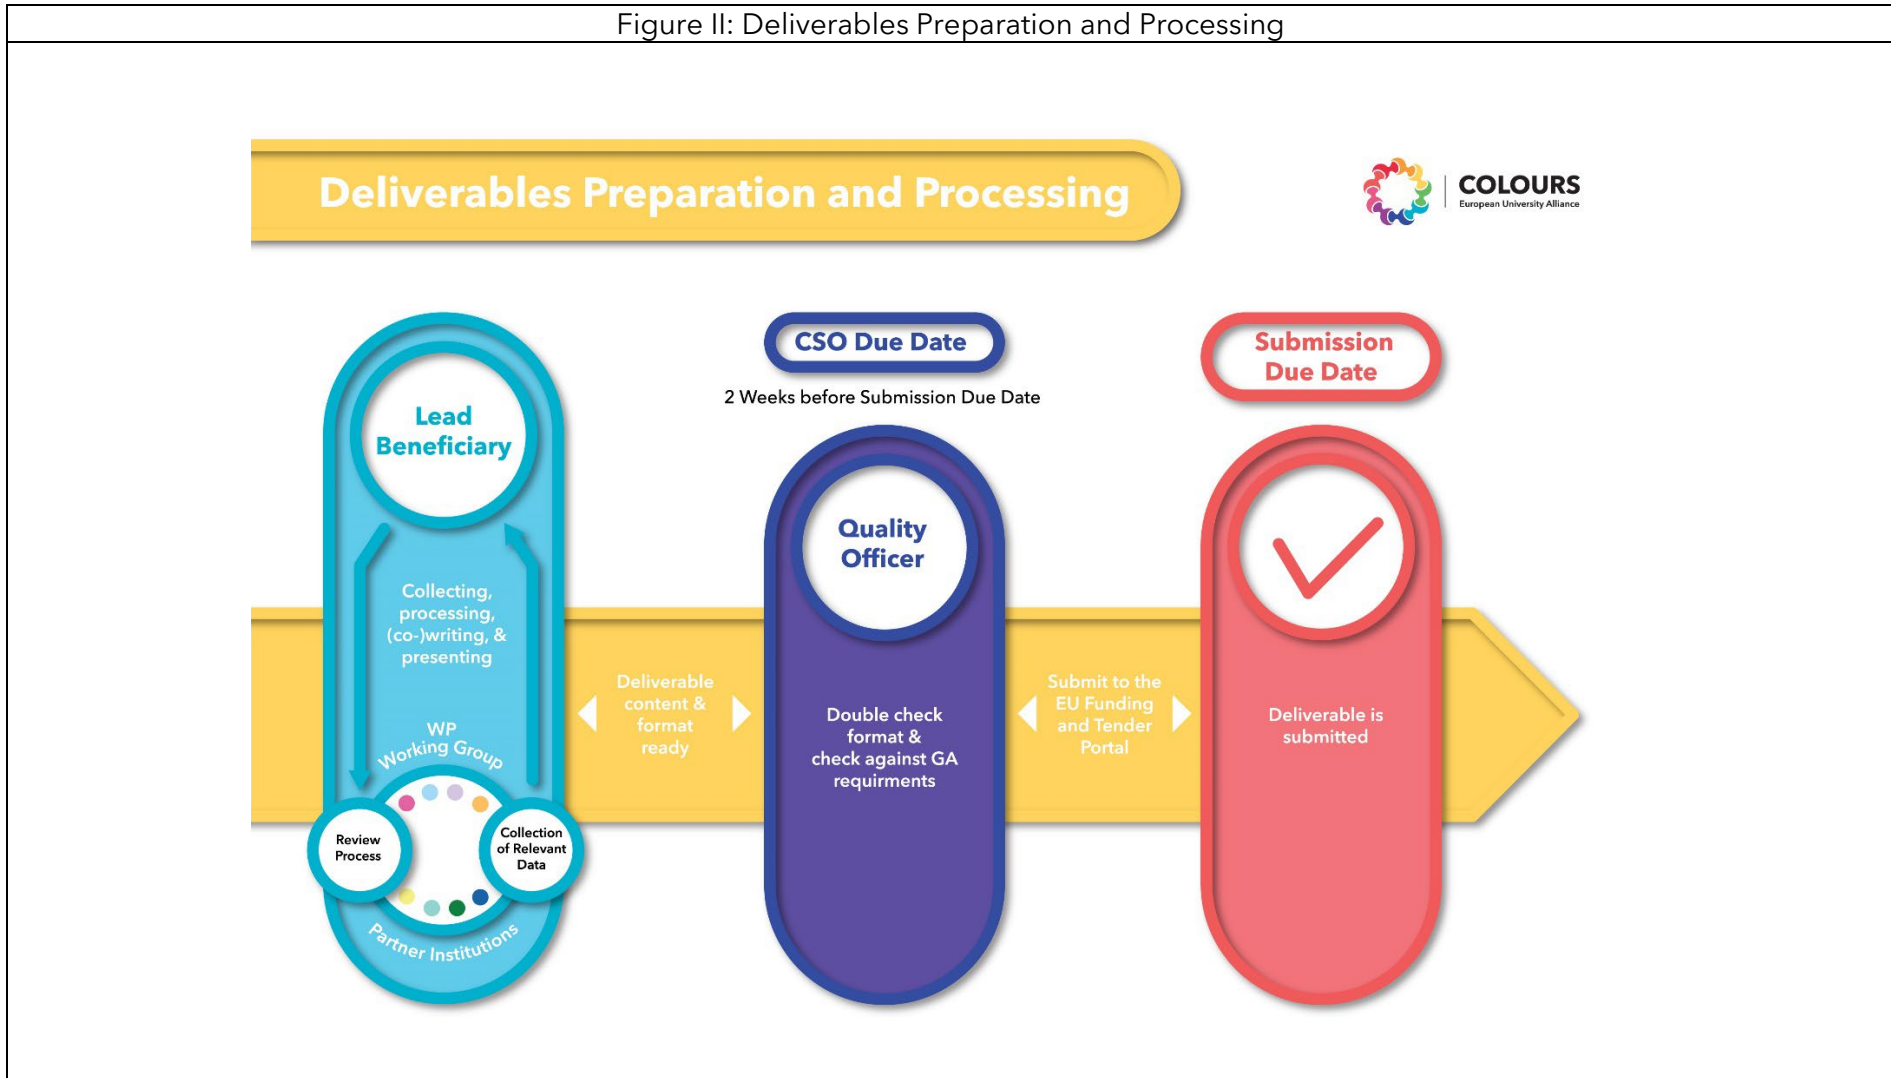 Figure II: Deliverables Preparation and Processing
Deliverables Preparation and Processing
COLOURS
European University Alliance
Lead
Beneficiary
Collecting,
processing,
(co-)writing, &
presenting
WP
Working Group
Review
Process
Collection
of Relevant
Data
Partner Institutions
Deliverable
content &
format
ready
CSO Due Date
2 Weeks before Submission Due Date
Quality
Officer
Double check
format &
check against GA
requirments
Submit to the
EU Funding
and Tender
Portal
Submission
Due Date
Deliverable is
submitted